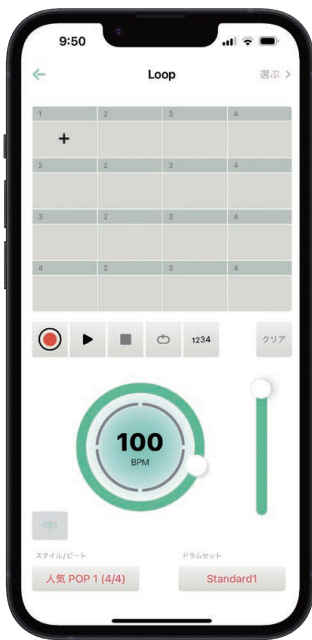 9:50
Loop
選ぶ >
1 2 3 4
+
2 2 3 4
3 2 3 4
4 2 3 4
1234
クリア
100
BPM
スタイル/ビート
ドラムセット
人気 POP 1 (4/4)
Standard1